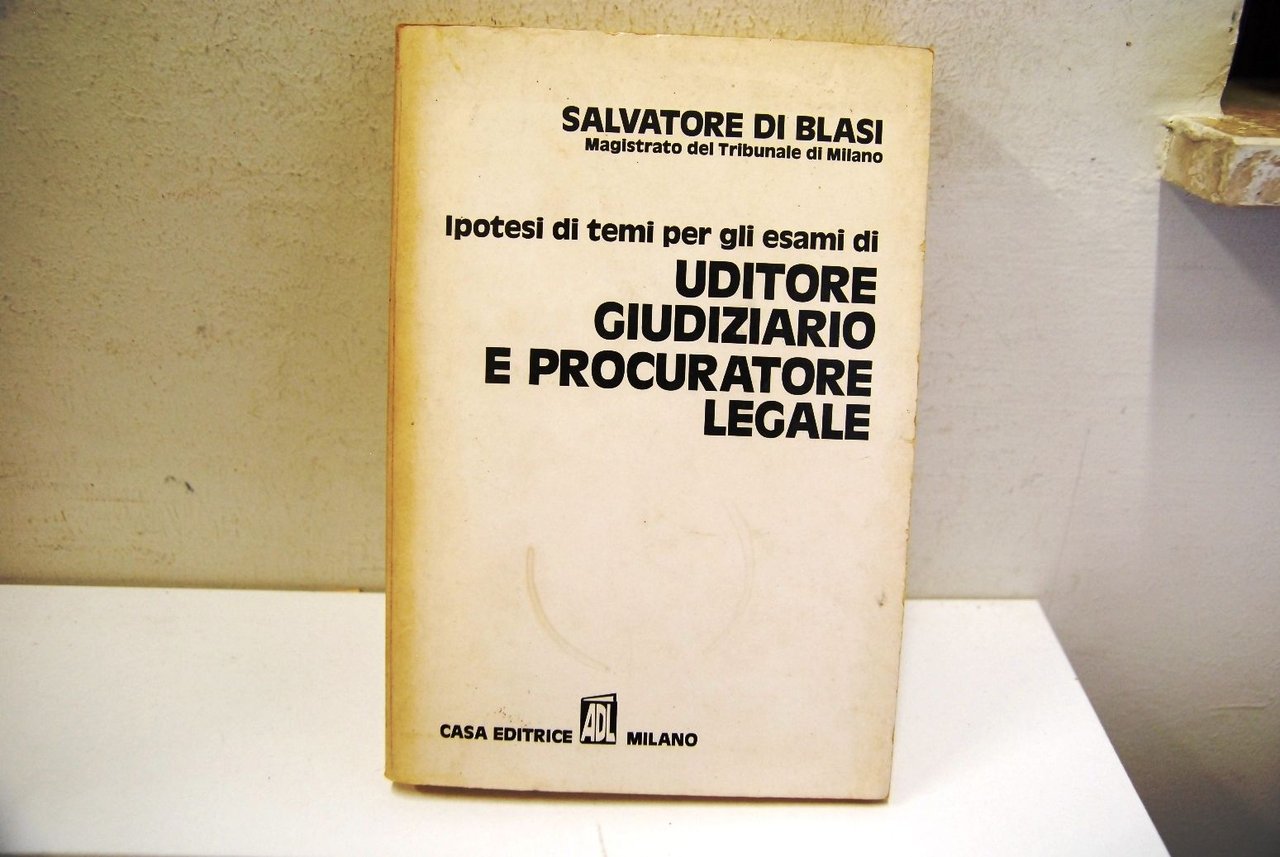 SALVATORE DI BLASI
Magistrato del Tribunale di Milano
Ipotesi di temi per gli esami di
UDITORE
GIUDIZIARIO
E PROCURATORE
LEGALE
CASA EDITRICE ADL MILANO